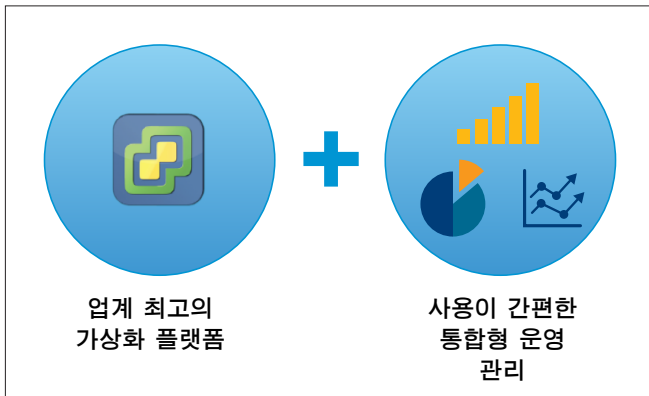 업계 최고의
가상화 플랫폼
사용이 간편한
통합형 운영
관리